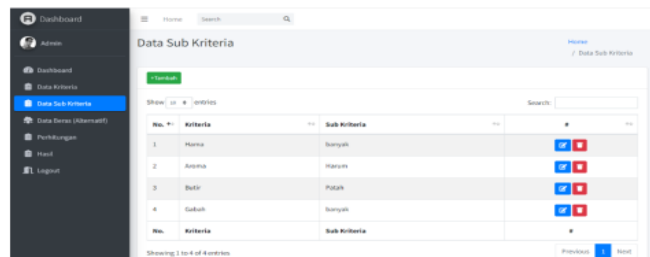 Dashboard
Home Search
Admin
Data Sub Kriteria
Home
/ Data Sub Kriteria
Dashboard
Data Kriteria
Data Sub Kriteria
Data Beras (Alternatif)
Perhitungan
Hasil
Logout
+Tambah
Show 10 entries
Search:
No. Kriteria Sub Kriteria #
1 banyak
2 Aroma Harum
3 Butir Patah
4 Gabah banyak
No. Kriteria Sub Kriteria #
Showing 1 to 4 of 4 entries
Previous 1 Next